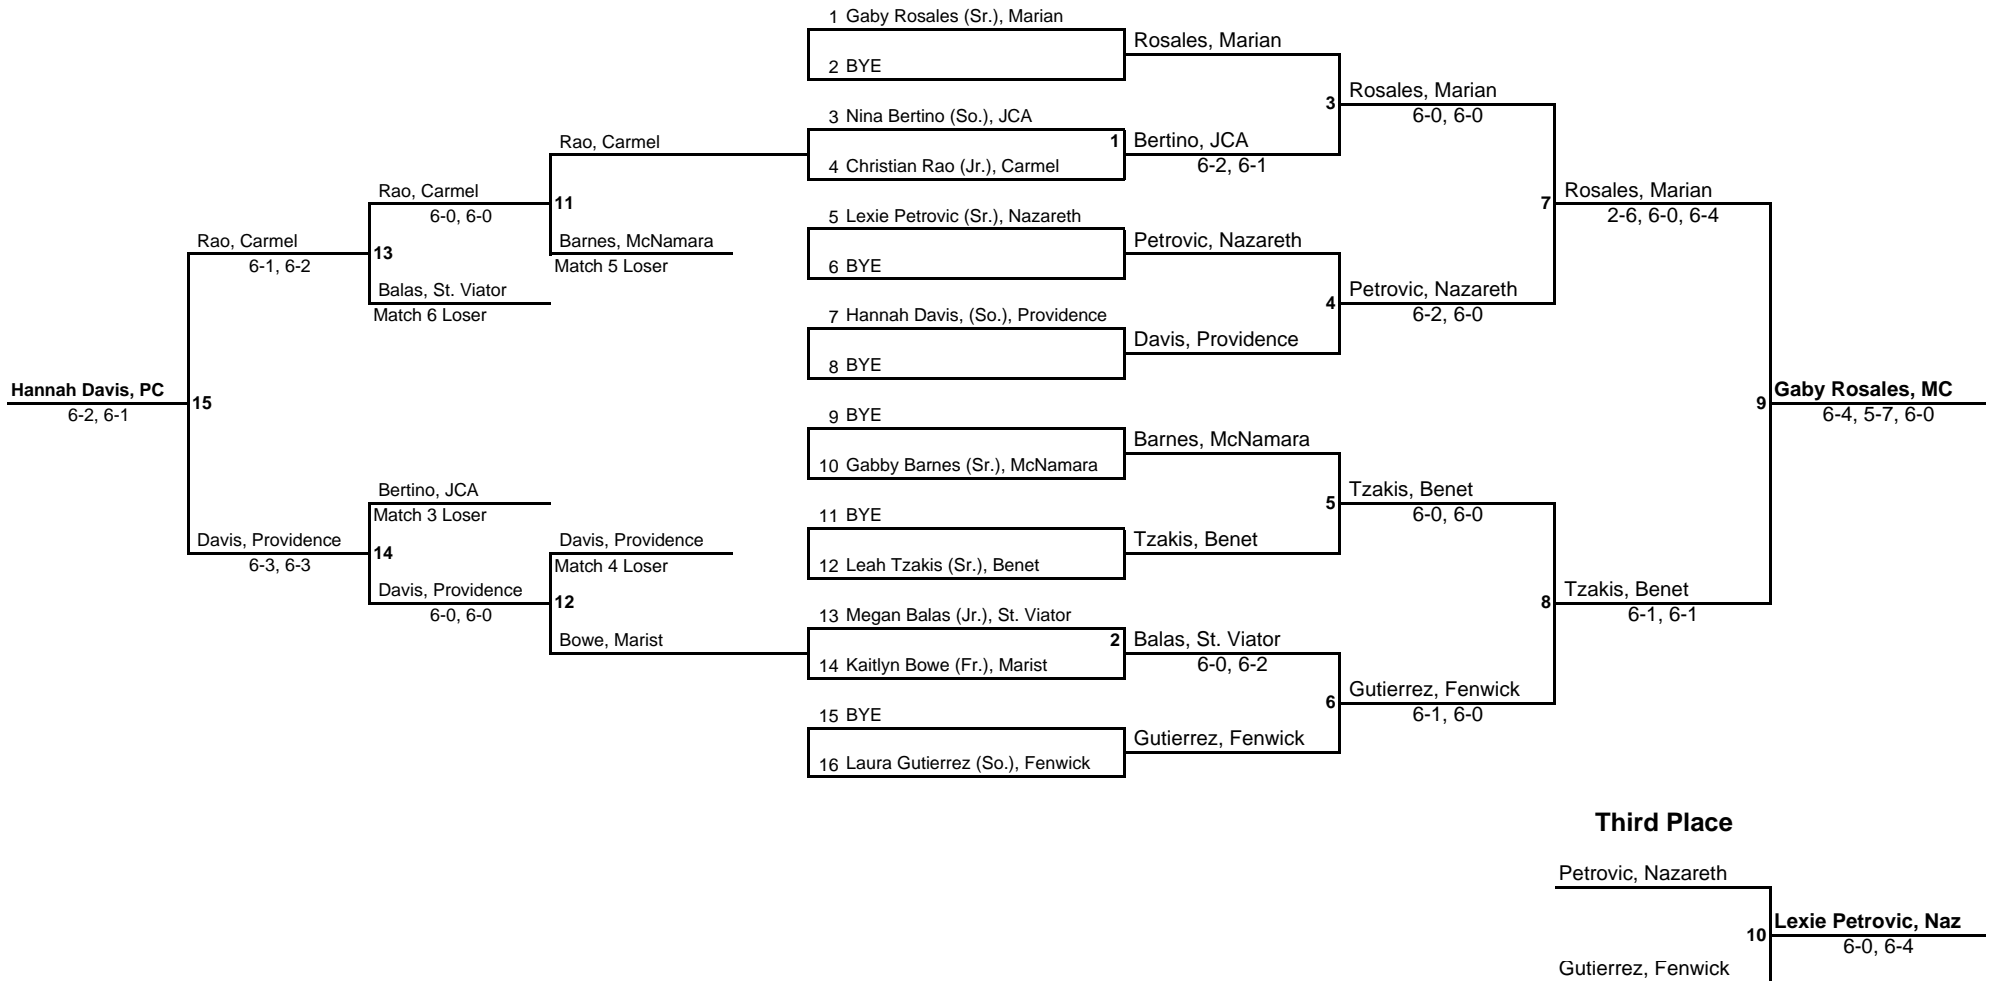 1 Gaby Rosales (Sr.), Marian
Rosales, Marian
2 BYE
3
Rosales, Marian
6-0, 6-0
3 Nina Bertino (So.), JCA
1
Bertino, JCA
6-2, 6-1
4 Christian Rao (Jr.), Carmel
Rao, Carmel
11
Rao, Carmel
6-0, 6-0
Barnes, McNamara
Match 5 Loser
13
Rao, Carmel
6-1, 6-2
Balas, St. Viator
Match 6 Loser
5 Lexie Petrovic (Sr.), Nazareth
Petrovic, Nazareth
6 BYE
7
Rosales, Marian
2-6, 6-0, 6-4
4
Petrovic, Nazareth
6-2, 6-0
7 Hannah Davis, (So.), Providence
Davis, Providence
8 BYE
Hannah Davis, PC
6-2, 6-1
15
9
Gaby Rosales, MC
6-4, 5-7, 6-0
9 BYE
Barnes, McNamara
10 Gabby Barnes (Sr.), McNamara
5
Tzakis, Benet
6-0, 6-0
11 BYE
Tzakis, Benet
12 Leah Tzakis (Sr.), Benet
Bertino, JCA
Match 3 Loser
Davis, Providence
6-3, 6-3
14
Davis, Providence
Match 4 Loser
Davis, Providence
6-0, 6-0
12
Bowe, Marist
8
Tzakis, Benet
6-1, 6-1
13 Megan Balas (Jr.), St. Viator
2
Balas, St. Viator
6-0, 6-2
14 Kaitlyn Bowe (Fr.), Marist
6
Gutierrez, Fenwick
6-1, 6-0
15 BYE
Gutierrez, Fenwick
16 Laura Gutierrez (So.), Fenwick
Third Place
Petrovic, Nazareth
10
Lexie Petrovic, Naz
6-0, 6-4
Gutierrez, Fenwick